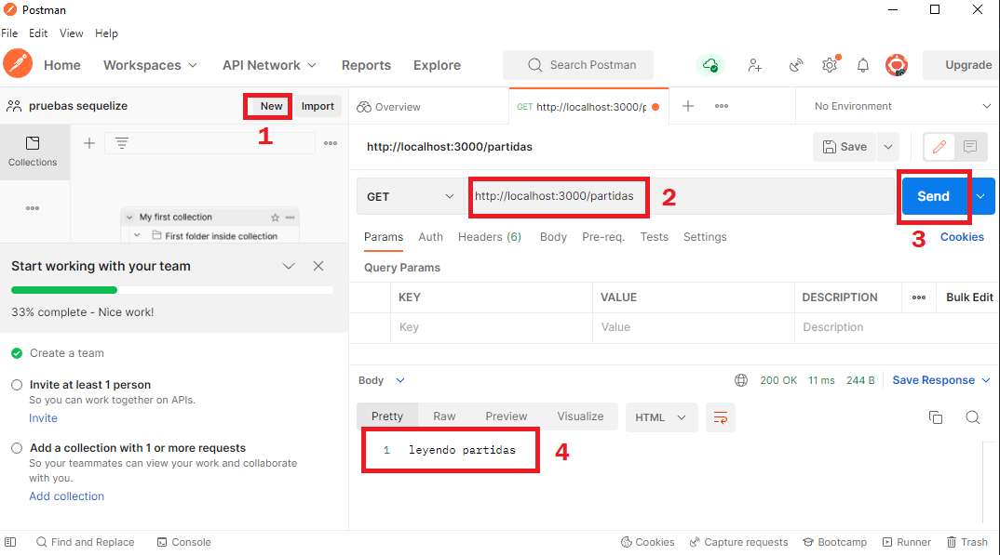 Postman
File Edit View Help
Home Workspaces API Network Reports Explore Search Postman Upgrade
pruebas sequelize New Import Overview GET http://localhost:3000/p No Environment
1
Collections
http://localhost:3000/partidas Save
GET http://localhost:3000/partidas 2 Send
My first collection
First folder inside collection
3
Params Auth Headers (6) Body Pre-req. Tests Settings Cookies
Start working with your team
33% complete - Nice work!
Query Params
KEY VALUE DESCRIPTION Bulk Edit
Key Value Description
Create a team
Invite at least 1 person
So you can work together on APIs.
Invite
Add a collection with 1 or more requests
So your teammates can view your work and collaborate
with you.
Add collection
Body 200 OK 11 ms 244 B Save Response
Pretty Raw Preview Visualize HTML
1 leyendo partidas 4
Find and Replace Console Cookies Capture requests Bootcamp Runner Trash